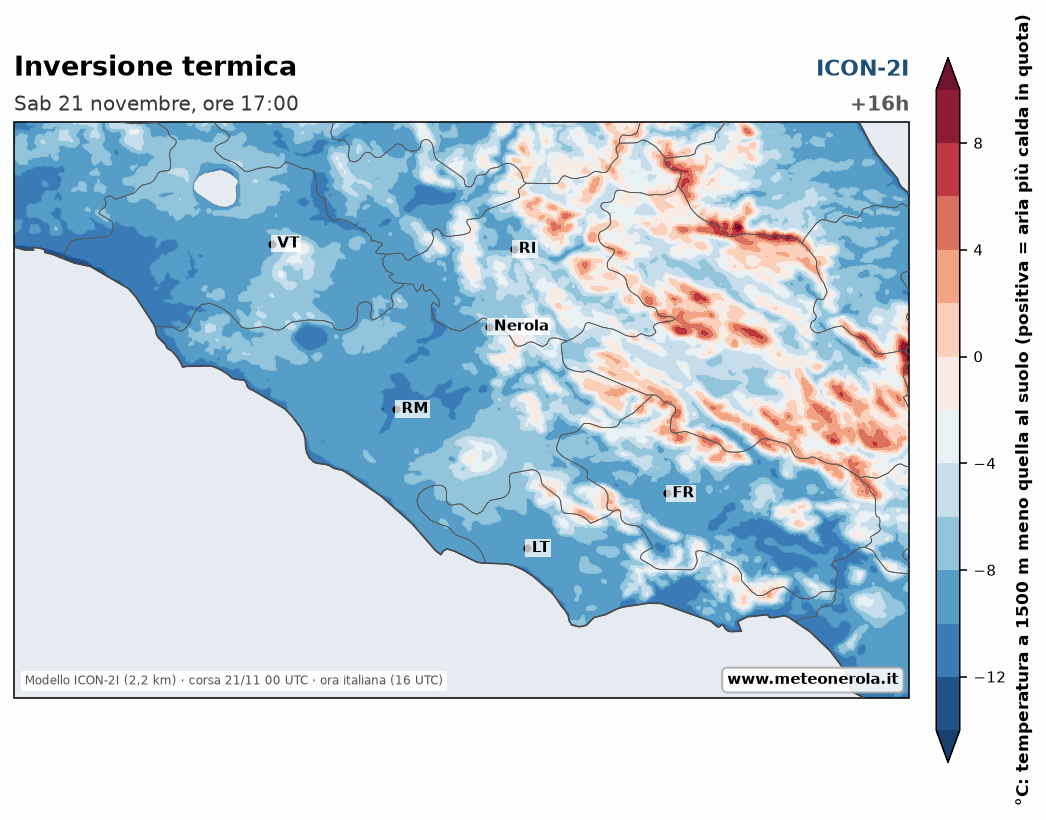 Inversione termica
ICON-2I
Sab 21 novembre, ore 17:00
+16h
VT
RI
Nerola
RM
FR
LT
Modello ICON-2I (2,2 km) · corsa 21/11 00 UTC · ora italiana (16 UTC)
www.meteonerola.it
8
4
0
−4
−8
−12
°C: temperatura a 1500 m meno quella al suolo (positiva = aria più calda in quota)